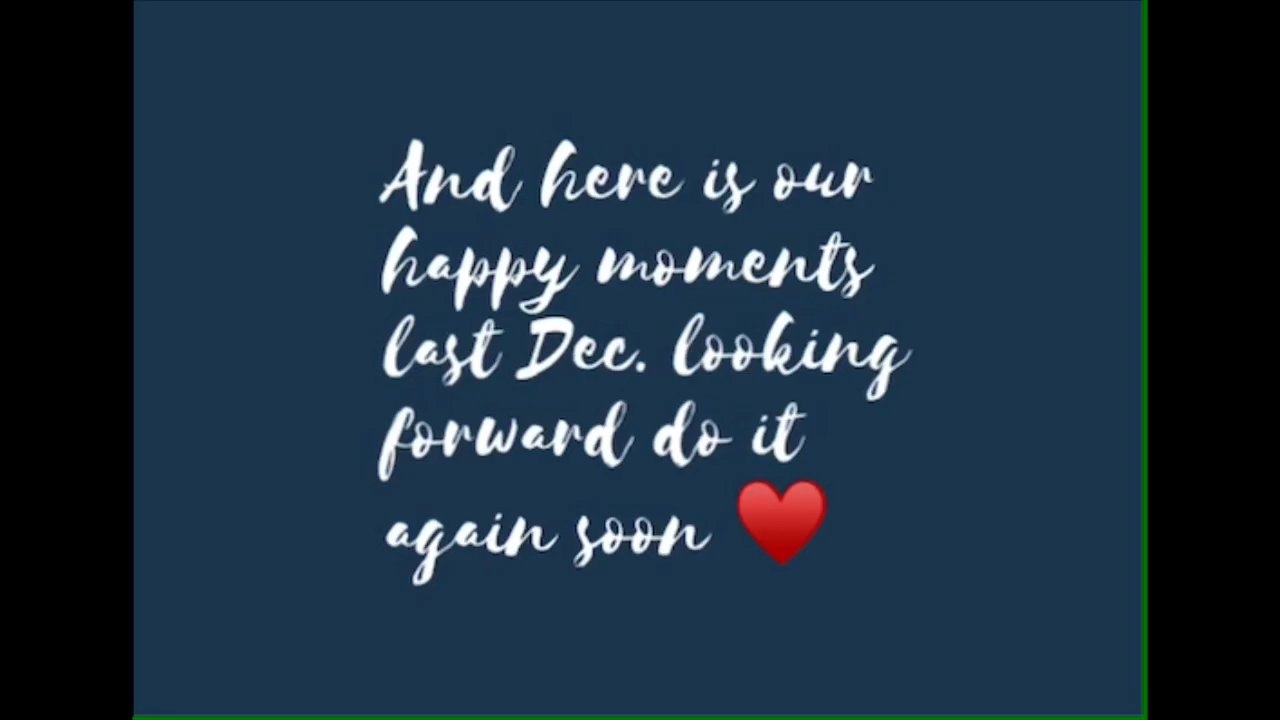 And here is our
happy moments
last Dec. looking
forward do it
again soon ♥️